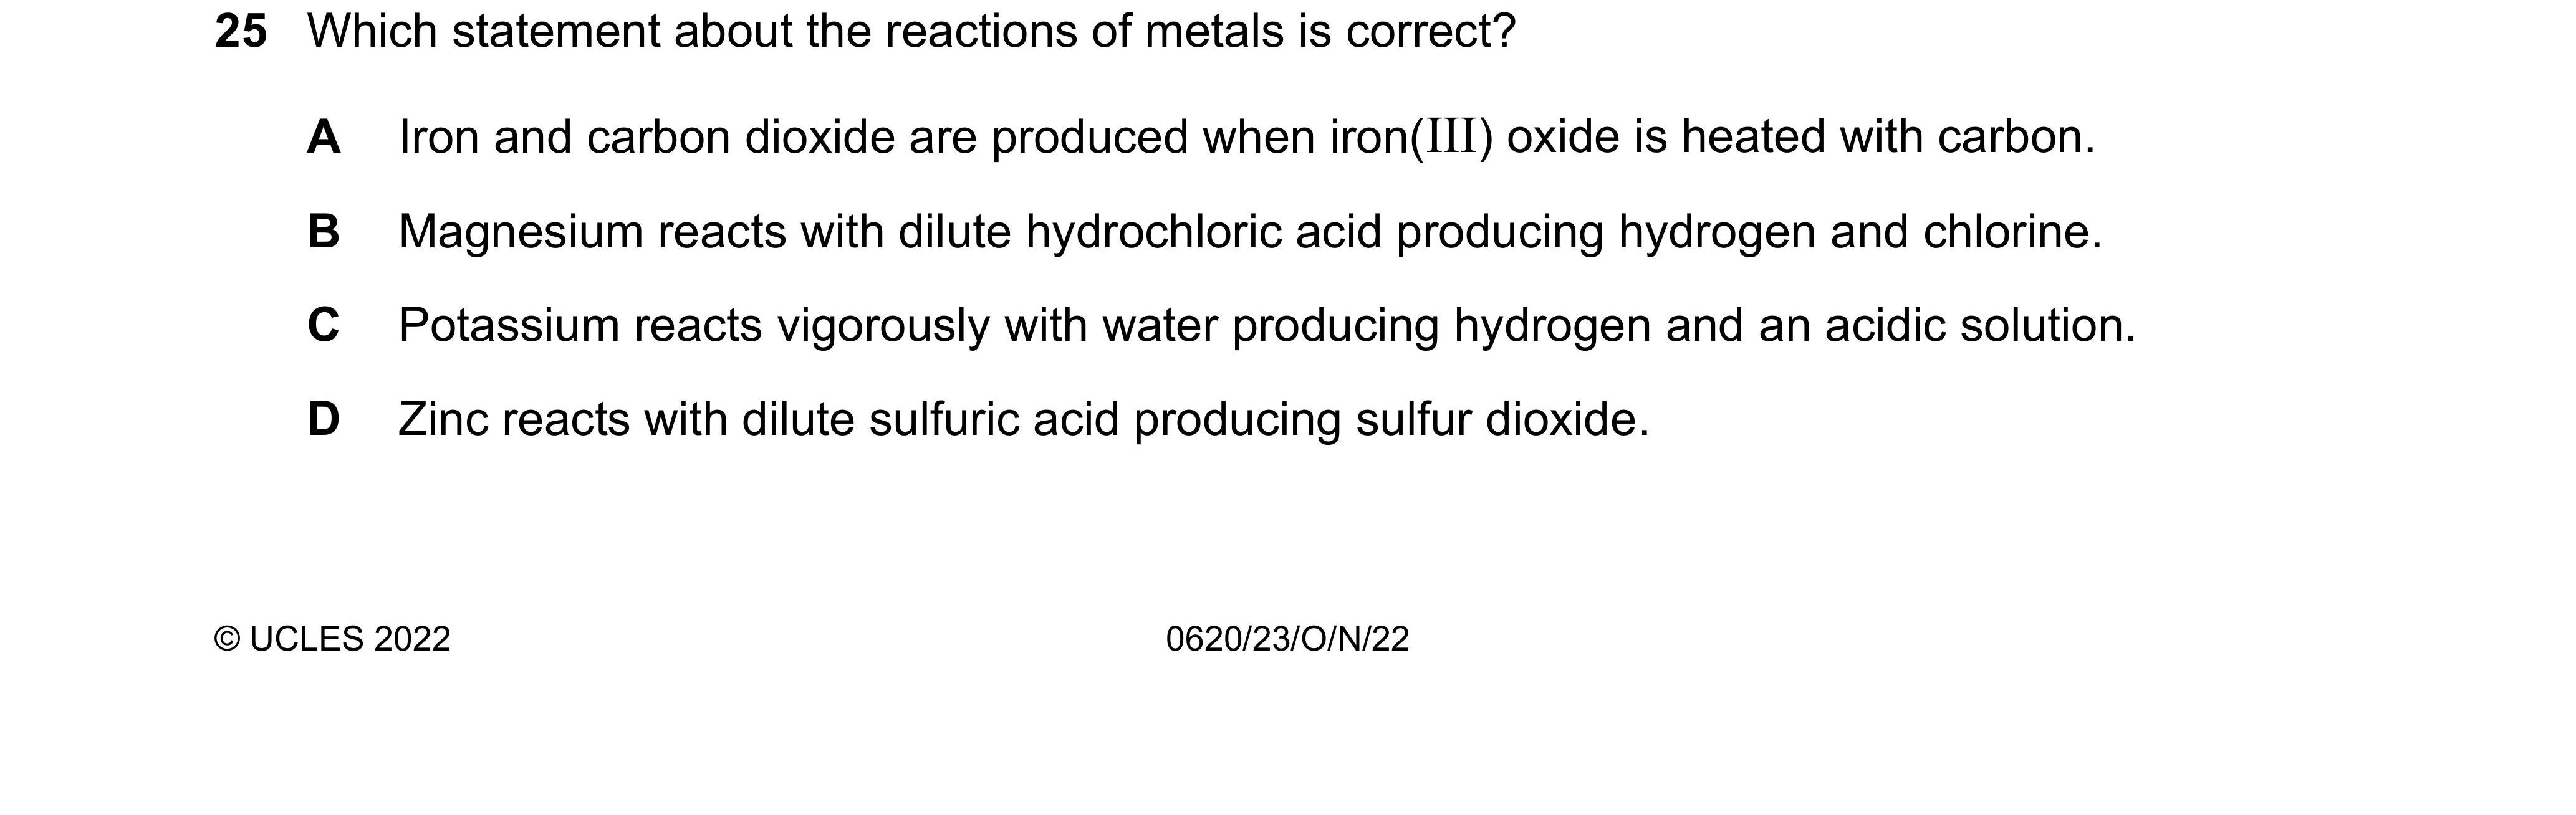 25 Which statement about the reactions of metals is correct?
A Iron and carbon dioxide are produced when iron(III) oxide is heated with carbon.
B Magnesium reacts with dilute hydrochloric acid producing hydrogen and chlorine.
C Potassium reacts vigorously with water producing hydrogen and an acidic solution.
D Zinc reacts with dilute sulfuric acid producing sulfur dioxide.
© UCLES 2022 0620/23/O/N/22